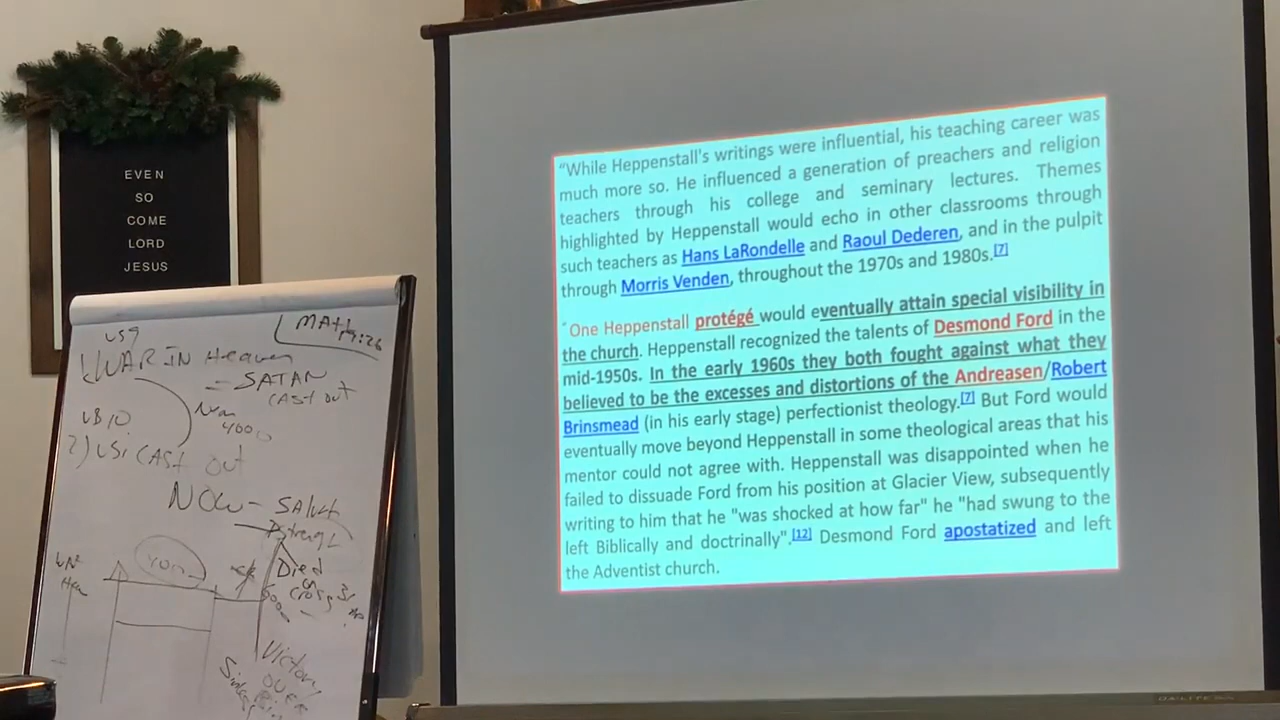 EVEN
SO
COME
LORD
JESUS
WAR IN Heaven
- SATAN
CAST out
2)
CAST out
NOW -
Died
on
Cross
Victory
OVER
"While Heppenstall's writings were influential, his teaching career was
much more so. He influenced a generation of preachers and religion
teachers through his college and seminary lectures. Themes
highlighted by Heppenstall would echo in other classrooms through
such teachers as Hans LaRondelle and Raoul Dederen, and in the pulpit
through Morris Venden, throughout the 1970s and 1980s.[7]
One Heppenstall protégé would eventually attain special visibility in
the church. Heppenstall recognized the talents of Desmond Ford in the
mid-1950s. In the early 1960s they both fought against what they
believed to be the excesses and distortions of the Andreasen/Robert
Brinsmead (in his early stage) perfectionist theology.[7] But Ford would
eventually move beyond Heppenstall in some theological areas that his
mentor could not agree with. Heppenstall was disappointed when he
failed to dissuade Ford from his position at Glacier View, subsequently
writing to him that he "was shocked at how far" he "had swung to the
left Biblically and doctrinally".[12] Desmond Ford apostatized and left
the Adventist church.